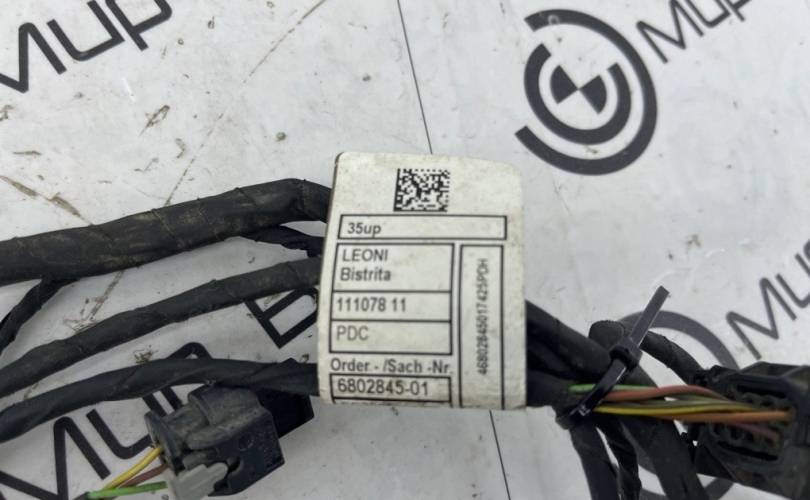 35up
LEONI
Bistrita
111078 11
PDC
Order.-/Sach -Nr.
6802845-01
46802845017425PDH